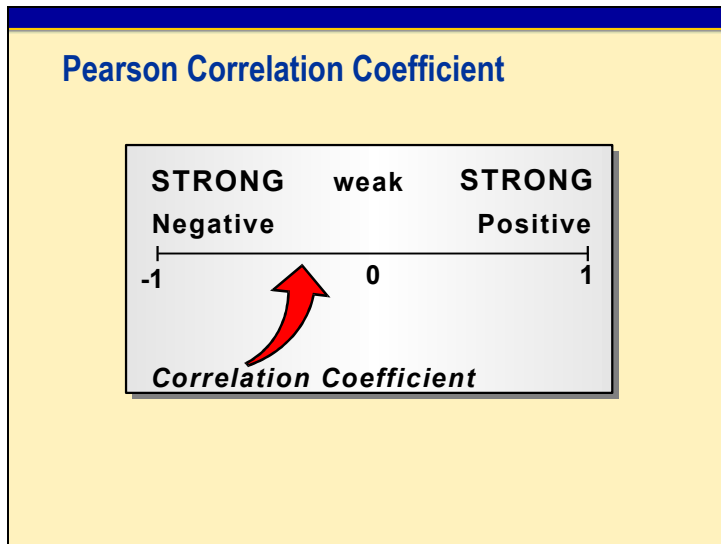 Pearson Correlation Coefficient
STRONG weak STRONG
Negative Positive
-1 0 1
Correlation Coefficient